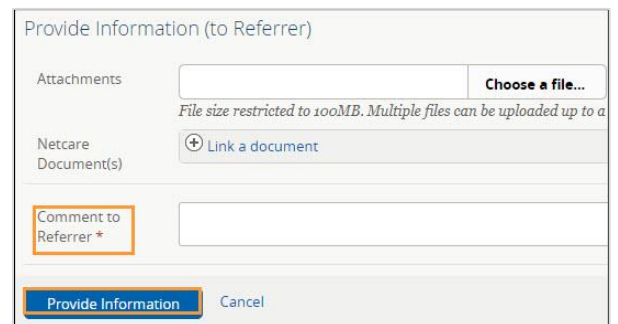 Provide Information (to Referrer)
Attachments
Choose a file...
File size restricted to 100MB. Multiple files can be uploaded up to a
Netcare
Document(s)
Link a document
Comment to
Referrer *
Provide Information Cancel